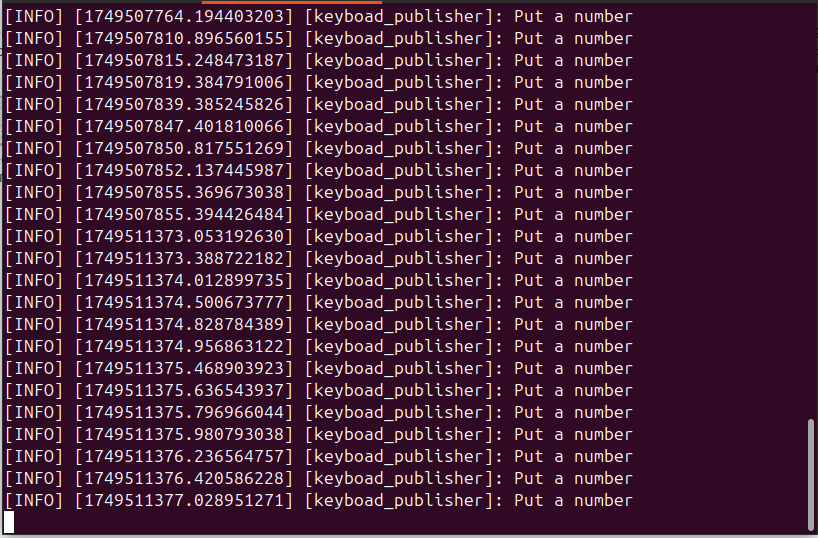 [INFO] [1749507764.194403203] [keyboad_publisher]: Put a number
[INFO] [1749507810.896560155] [keyboad_publisher]: Put a number
[INFO] [1749507815.248473187] [keyboad_publisher]: Put a number
[INFO] [1749507819.384791006] [keyboad_publisher]: Put a number
[INFO] [1749507839.385245826] [keyboad_publisher]: Put a number
[INFO] [1749507847.401810066] [keyboad_publisher]: Put a number
[INFO] [1749507850.817551269] [keyboad_publisher]: Put a number
[INFO] [1749507852.137445987] [keyboad_publisher]: Put a number
[INFO] [1749507855.369673038] [keyboad_publisher]: Put a number
[INFO] [1749507855.394426484] [keyboad_publisher]: Put a number
[INFO] [1749511373.053192630] [keyboad_publisher]: Put a number
[INFO] [1749511373.388722182] [keyboad_publisher]: Put a number
[INFO] [1749511374.012899735] [keyboad_publisher]: Put a number
[INFO] [1749511374.500673777] [keyboad_publisher]: Put a number
[INFO] [1749511374.828784389] [keyboad_publisher]: Put a number
[INFO] [1749511374.956863122] [keyboad_publisher]: Put a number
[INFO] [1749511375.468903923] [keyboad_publisher]: Put a number
[INFO] [1749511375.636543937] [keyboad_publisher]: Put a number
[INFO] [1749511375.796966044] [keyboad_publisher]: Put a number
[INFO] [1749511375.980793038] [keyboad_publisher]: Put a number
[INFO] [1749511376.236564757] [keyboad_publisher]: Put a number
[INFO] [1749511376.420586228] [keyboad_publisher]: Put a number
[INFO] [1749511377.028951271] [keyboad_publisher]: Put a number